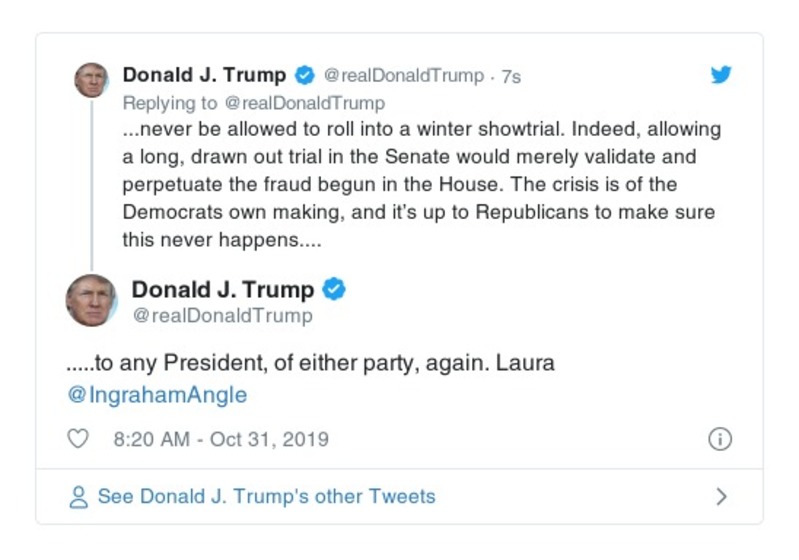 Donald J. Trump @realDonaldTrump · 7s
Replying to @realDonaldTrump
...never be allowed to roll into a winter showtrial. Indeed, allowing
a long, drawn out trial in the Senate would merely validate and
perpetuate the fraud begun in the House. The crisis is of the
Democrats own making, and it’s up to Republicans to make sure
this never happens....
Donald J. Trump
@realDonaldTrump
.....to any President, of either party, again. Laura
@IngrahamAngle
8:20 AM - Oct 31, 2019
See Donald J. Trump's other Tweets